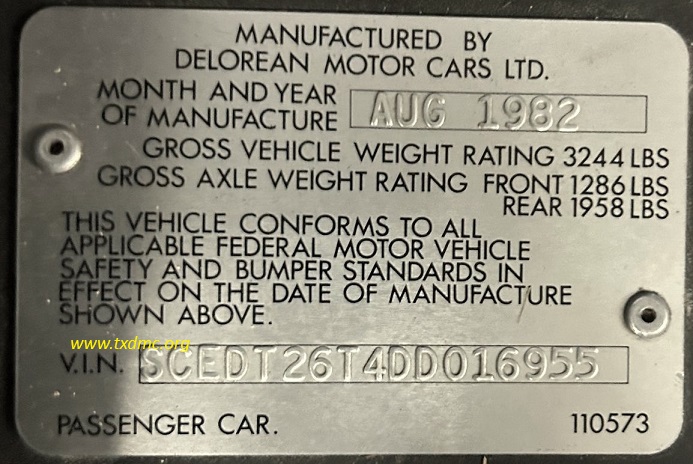 MANUFACTURED BY
DELOREAN MOTOR CARS LTD.
MONTH AND YEAR
OF MANUFACTURE AUG 1982
GROSS VEHICLE WEIGHT RATING 3244 LBS
GROSS AXLE WEIGHT RATING FRONT 1286 LBS
REAR 1958 LBS
THIS VEHICLE CONFORMS TO ALL
APPLICABLE FEDERAL MOTOR VEHICLE
SAFETY AND BUMPER STANDARDS IN
EFFECT ON THE DATE OF MANUFACTURE
SHOWN ABOVE.
www.txdmc.org
V.I.N. SCEDT26T4DD016955
PASSENGER CAR. 110573